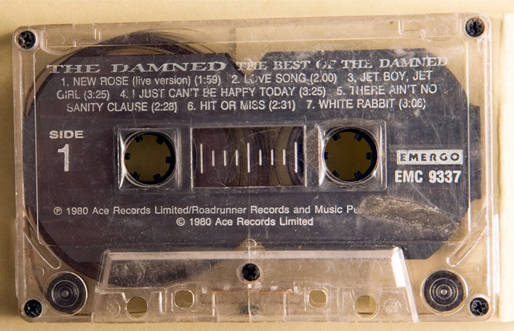 THE DAMNED THE BEST OF THE DAMNED
1. NEW ROSE (live version) (1:59) 2. LOVE SONG (2.00) 3. JET BOY, JET
GIRL (3:25) 4. I JUST CAN'T BE HAPPY TODAY (3:25) 5. THERE AIN'T NO
SANITY CLAUSE (2:28) 6. HIT OR MISS (2:31) 7. WHITE RABBIT (3:06)
SIDE
1
EMERGO
EMC 9337
℗ 1980 Ace Records Limited/Roadrunner Records and Music
© 1980 Ace Records Limited